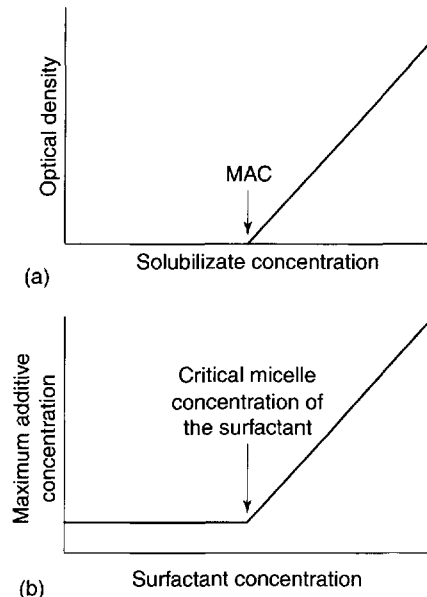 Optical density
MAC
Solubilizate concentration
(a)
Maximum additive
concentration
Critical micelle
concentration of
the surfactant
Surfactant concentration
(b)